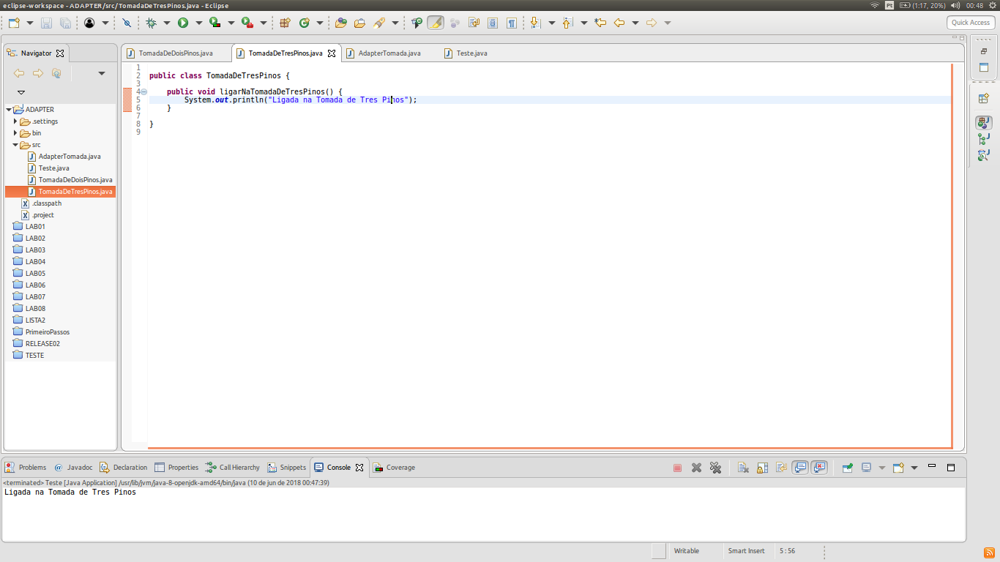 eclipse-workspace - ADAPTER/src/TomadaDeTresPinos.java - Eclipse
Pt (1:17, 20%) 00:48
Quick Access
Navigator
TomadaDeDoisPinos.java TomadaDeTresPinos.java AdapterTomada.java Teste.java
ADAPTER
.settings
bin
src
AdapterTomada.java
Teste.java
TomadaDeDoisPinos.java
TomadaDeTresPinos.java
.classpath
.project
LAB01
LAB02
LAB03
LAB04
LAB05
LAB06
LAB07
LAB08
LISTA2
PrimeiroPassos
RELEASE02
TESTE
1
2 public class TomadaDeTresPinos {
3
4 public void ligarNaTomadaDeTresPinos() {
5 System.out.println("Ligada na Tomada de Tres Pinos");
6 }
7
8 }
9
Problems Javadoc Declaration Properties Call Hierarchy Snippets Console Coverage
<terminated> Teste [Java Application] /usr/lib/jvm/java-8-openjdk-amd64/bin/java (10 de jun de 2018 00:47:39)
Ligada na Tomada de Tres Pinos
Writable Smart Insert 5 : 56